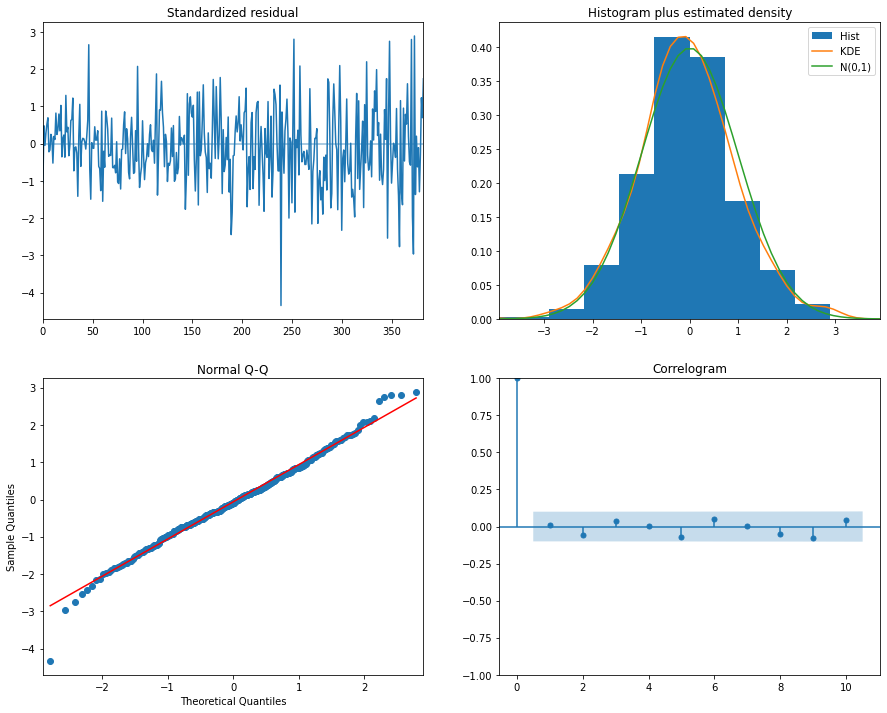 Standardized residual
3
2
1
0
−1
−2
−3
−4
0 50 100 150 200 250 300 350
Histogram plus estimated density
Hist
KDE
N(0,1)
0.40
0.35
0.30
0.25
0.20
0.15
0.10
0.05
0.00
−3 −2 −1 0 1 2 3
Normal Q-Q
Sample Quantiles
3
2
1
0
−1
−2
−3
−4
−2 −1 0 1 2
Theoretical Quantiles
Correlogram
1.00
0.75
0.50
0.25
0.00
−0.25
−0.50
−0.75
−1.00
0 2 4 6 8 10